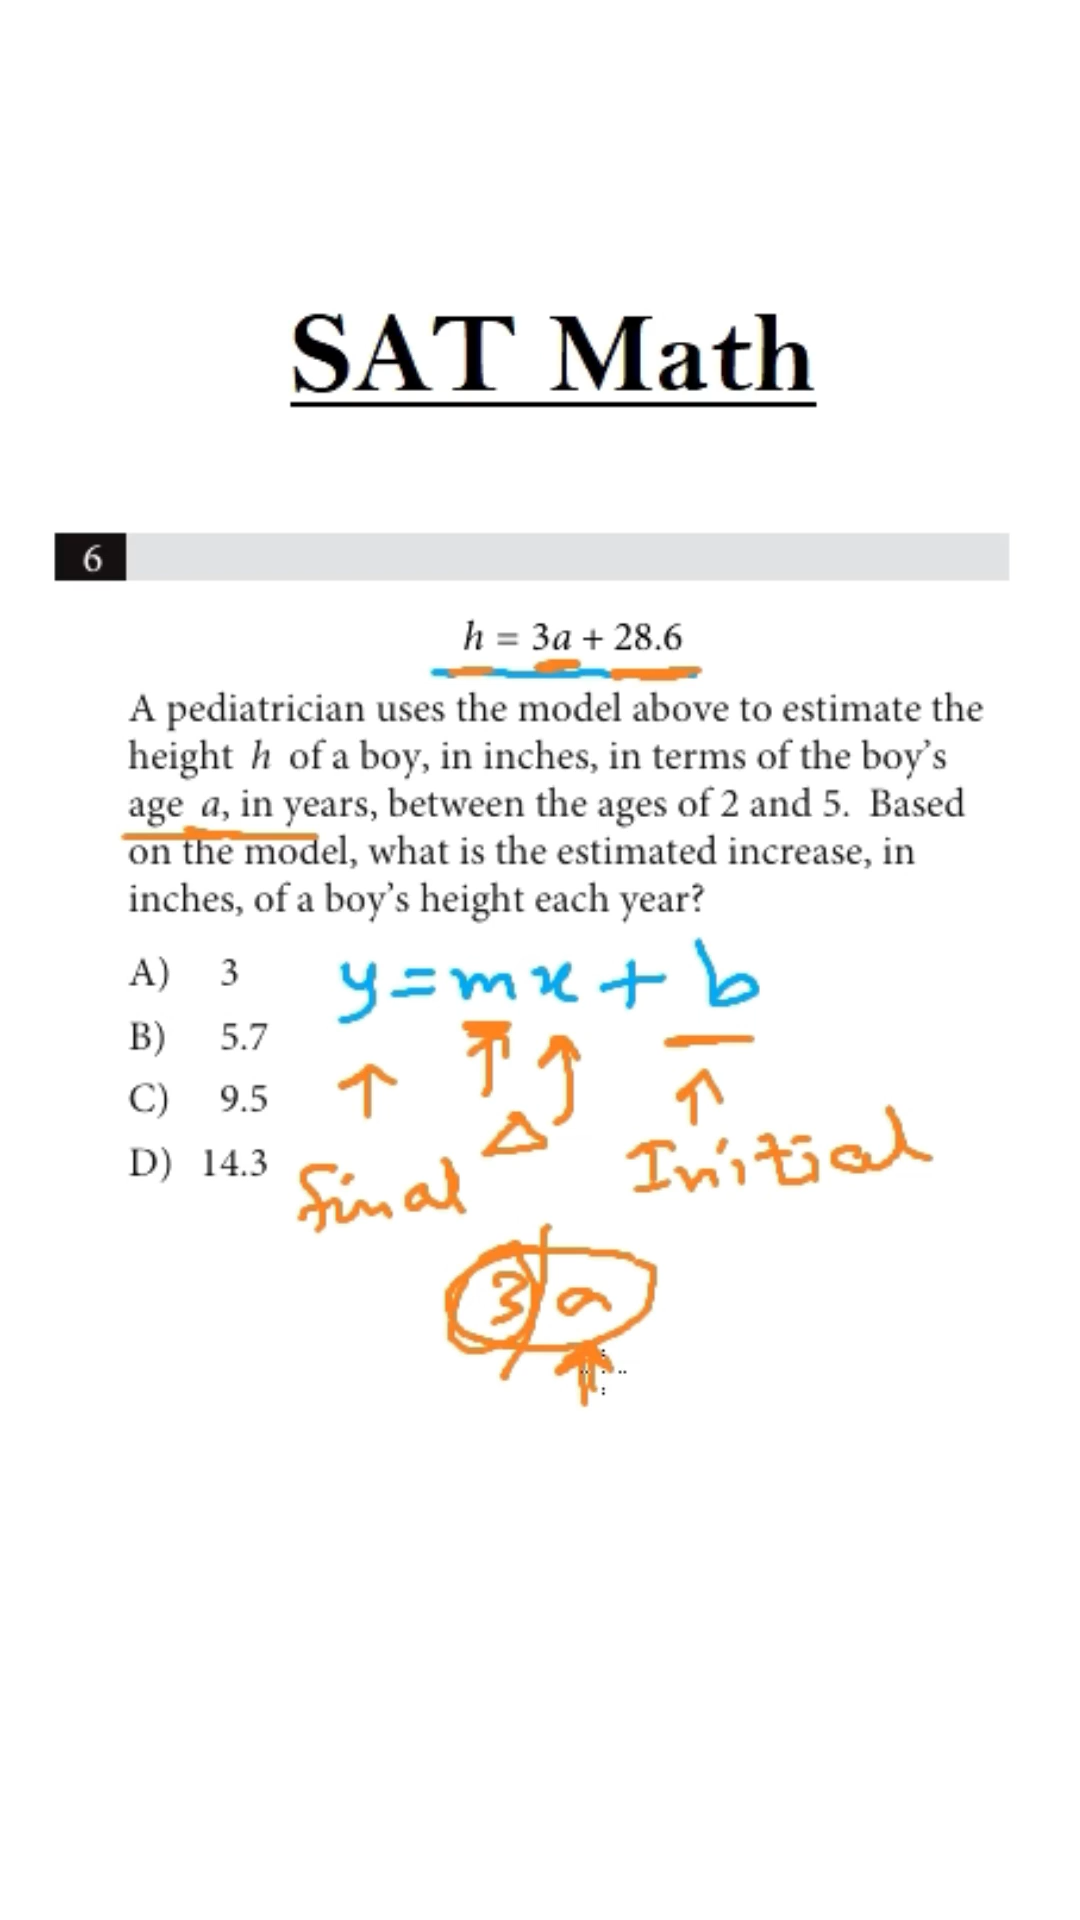 SAT Math
6
h = 3a + 28.6
A pediatrician uses the model above to estimate the
height h of a boy, in inches, in terms of the boy's
age a, in years, between the ages of 2 and 5. Based
on the model, what is the estimated increase, in
inches, of a boy's height each year?
A) 3
B) 5.7
C) 9.5
D) 14.3
y = mx + b
final Δ Initial
3 a